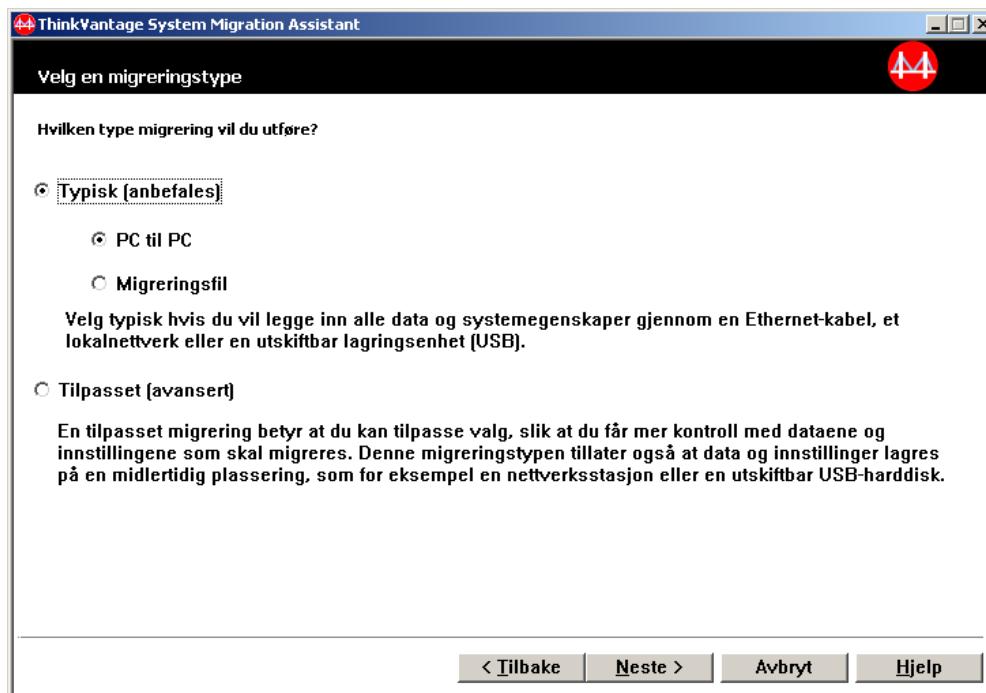 ThinkVantage System Migration Assistant
Velg en migreringstype
Hvilken type migrering vil du utføre?
Typisk (anbefales)
PC til PC
Migreringsfil
Velg typisk hvis du vil legge inn alle data og systemegenskaper gjennom en Ethernet-kabel, et
lokalnettverk eller en utskiftbar lagringsenhet (USB).
Tilpasset (avansert)
En tilpasset migrering betyr at du kan tilpasse valg, slik at du får mer kontroll med dataene og
innstillingene som skal migreres. Denne migreringstypen tillater også at data og innstillinger lagres
på en midlertidig plassering, som for eksempel en nettverksstasjon eller en utskiftbar USB-harddisk.
< Tilbake Neste > Avbryt Hjelp